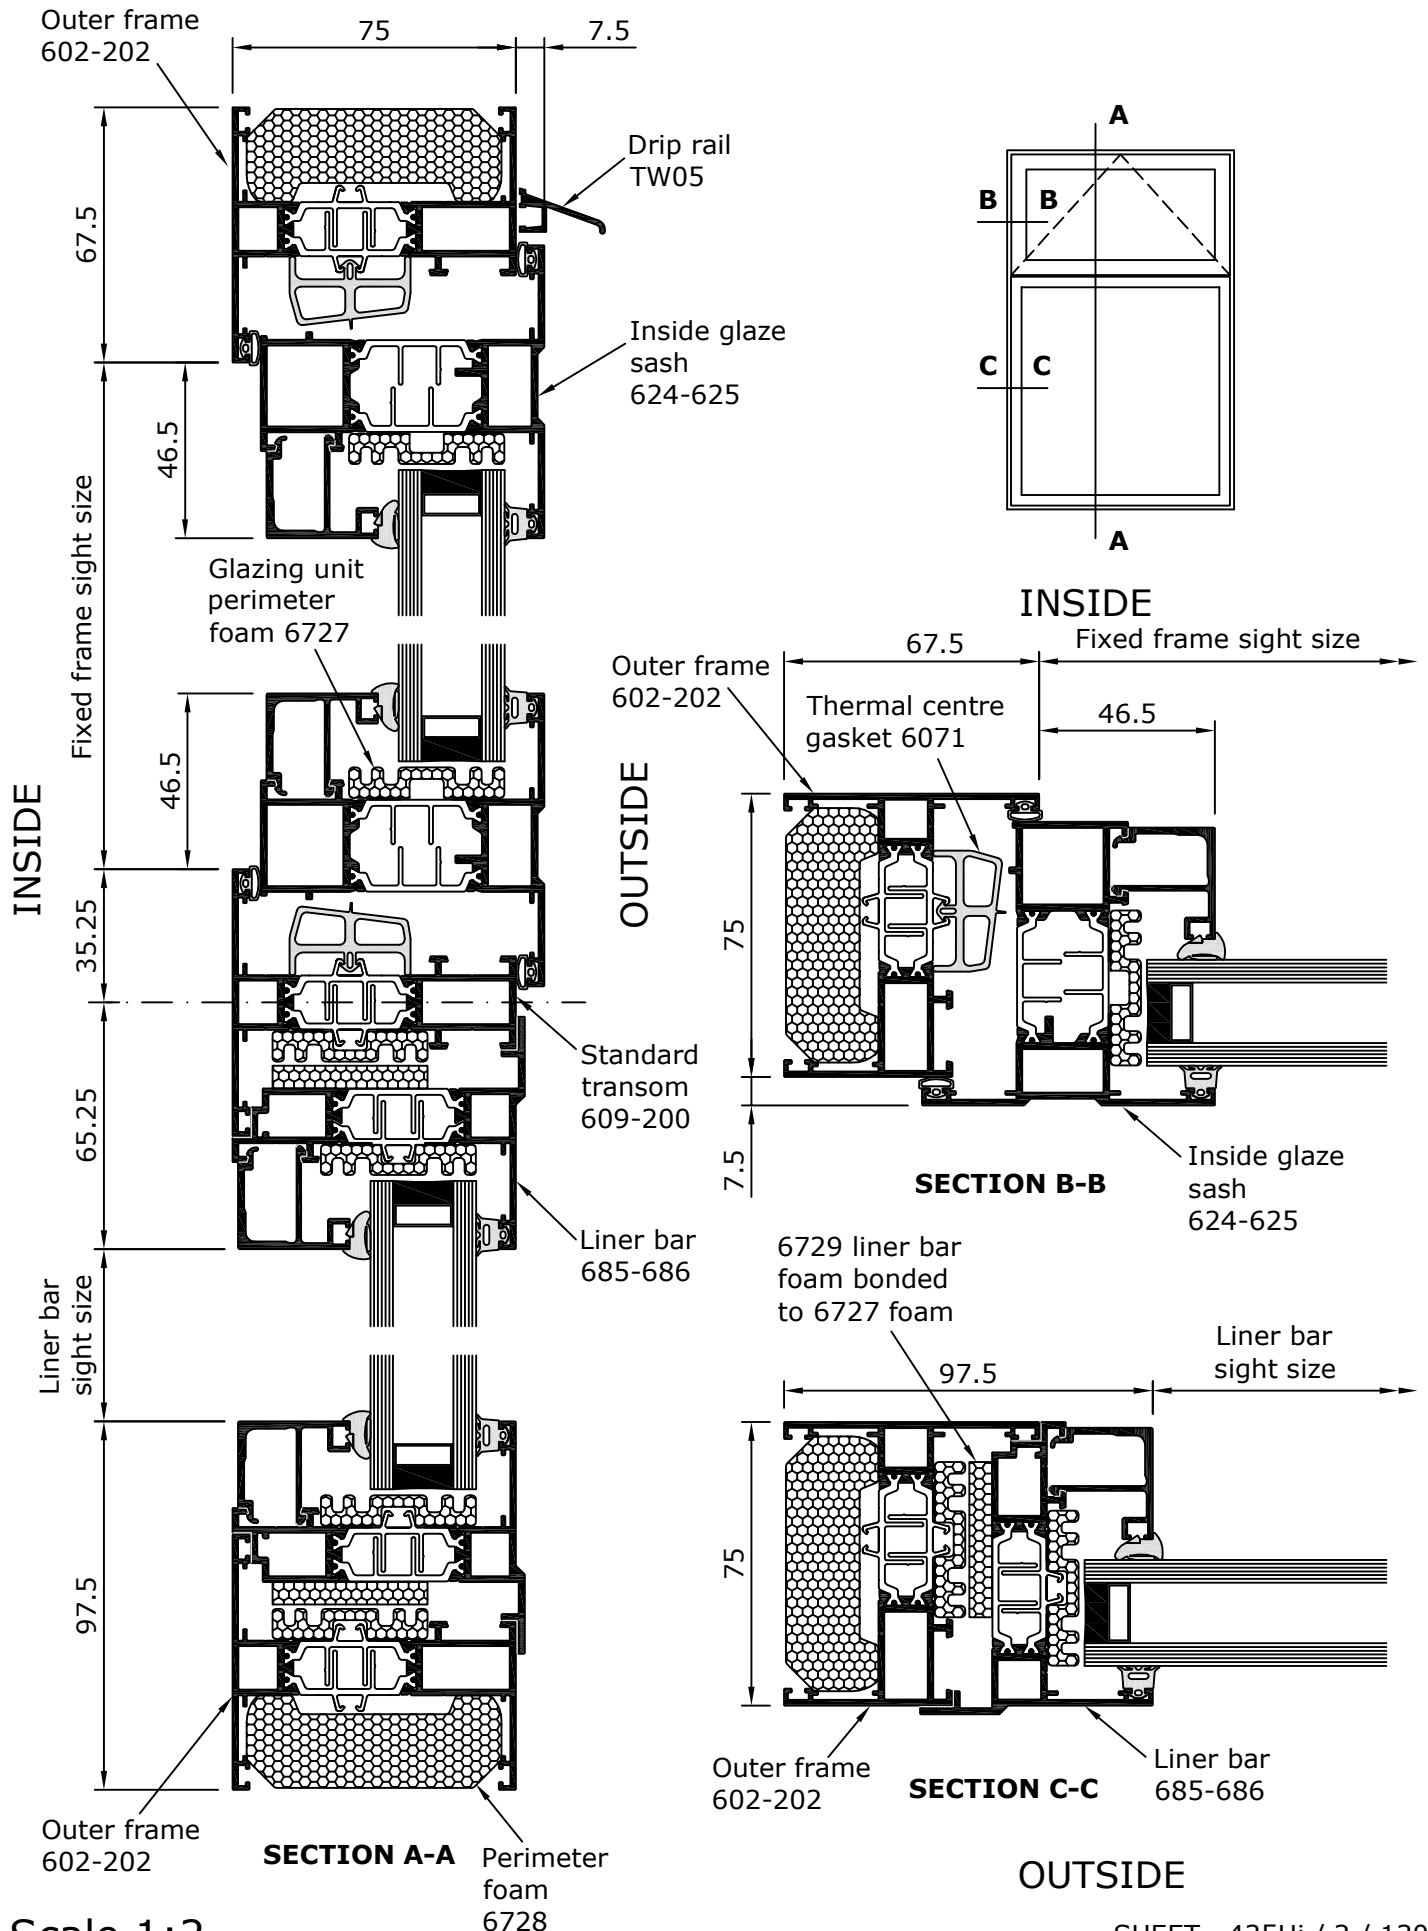 Outer frame
602-202
75
7.5
Drip rail
TW05
67.5
A
B
B
Inside glaze
sash
624-625
C
C
46.5
Fixed frame sight size
A
Glazing unit
perimeter
foam 6727
INSIDE
67.5
Fixed frame sight size
Outer frame
602-202
Thermal centre
gasket 6071
46.5
46.5
INSIDE
OUTSIDE
35.25
75
Standard
transom
609-200
65.25
7.5
Inside glaze
sash
624-625
SECTION B-B
Liner bar
685-686
6729 liner bar
foam bonded
to 6727 foam
Liner bar
sight size
Liner bar
sight size
97.5
97.5
75
Outer frame
602-202
SECTION C-C
Liner bar
685-686
Outer frame
602-202
SECTION A-A
Perimeter
foam
6728
OUTSIDE